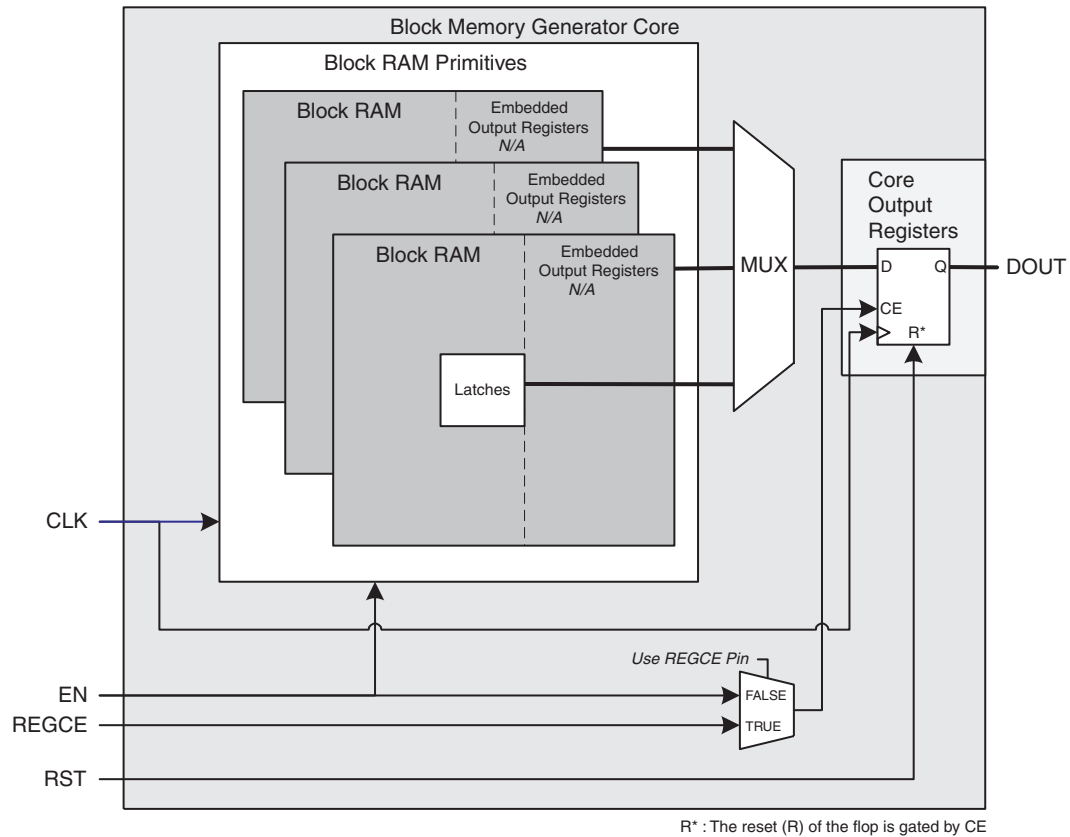 Block Memory Generator Core
Block RAM Primitives
Block RAM
Embedded
Output Registers
N/A
Block RAM
Embedded
Output Registers
N/A
Block RAM
Embedded
Output Registers
N/A
Latches
MUX
Core
Output
Registers
D
Q
CE
R*
DOUT
CLK
Use REGCE Pin
EN
FALSE
REGCE
TRUE
RST
R* : The reset (R) of the flop is gated by CE